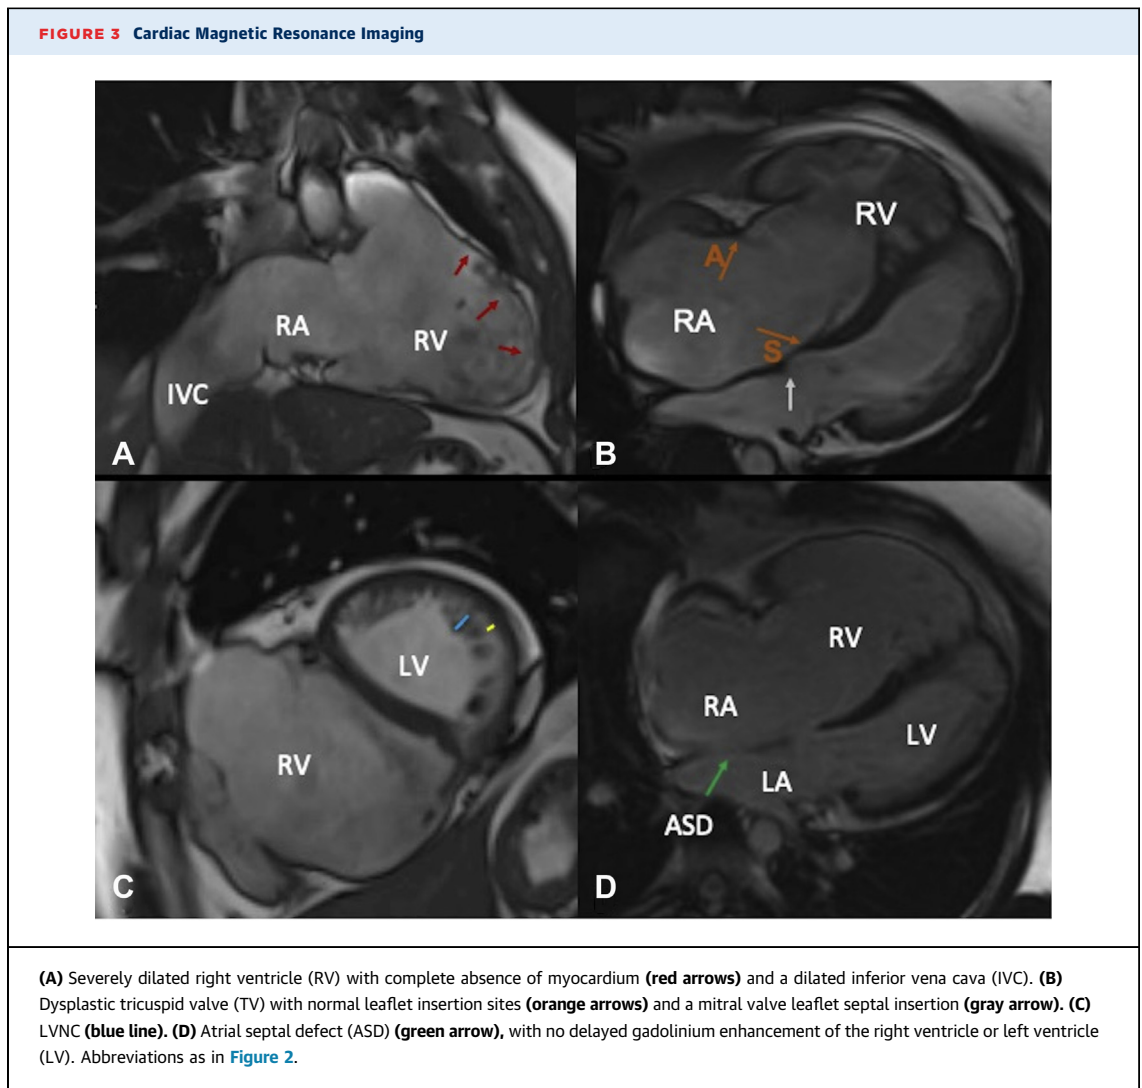 FIGURE 3 Cardiac Magnetic Resonance Imaging
RA
RV
IVC
A
RV
A
RA
S
B
LV
RV
C
RV
RA
LV
LA
ASD
D
(A) Severely dilated right ventricle (RV) with complete absence of myocardium (red arrows) and a dilated inferior vena cava (IVC). (B)
Dysplastic tricuspid valve (TV) with normal leaflet insertion sites (orange arrows) and a mitral valve leaflet septal insertion (gray arrow). (C)
LVNC (blue line). (D) Atrial septal defect (ASD) (green arrow), with no delayed gadolinium enhancement of the right ventricle or left ventricle
(LV). Abbreviations as in Figure 2.